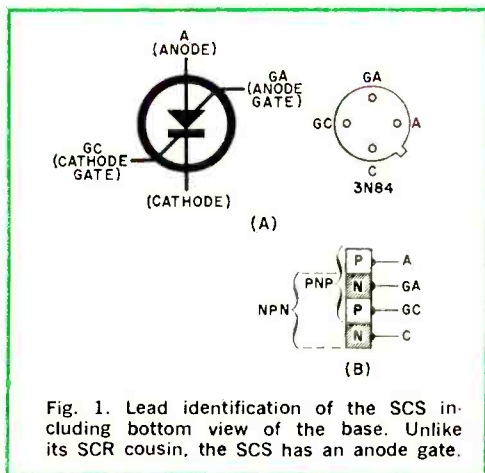 A
(ANODE)
GA
(ANODE
GATE)
GC
(CATHODE
GATE)
(CATHODE)
GA
GC
A
C
3N84
(A)
NPN
PNP
P
A
N
GA
P
GC
N
C
(B)
Fig. 1. Lead identification of the SCS in-
cluding bottom view of the base. Unlike
its SCR cousin, the SCS has an anode gate.